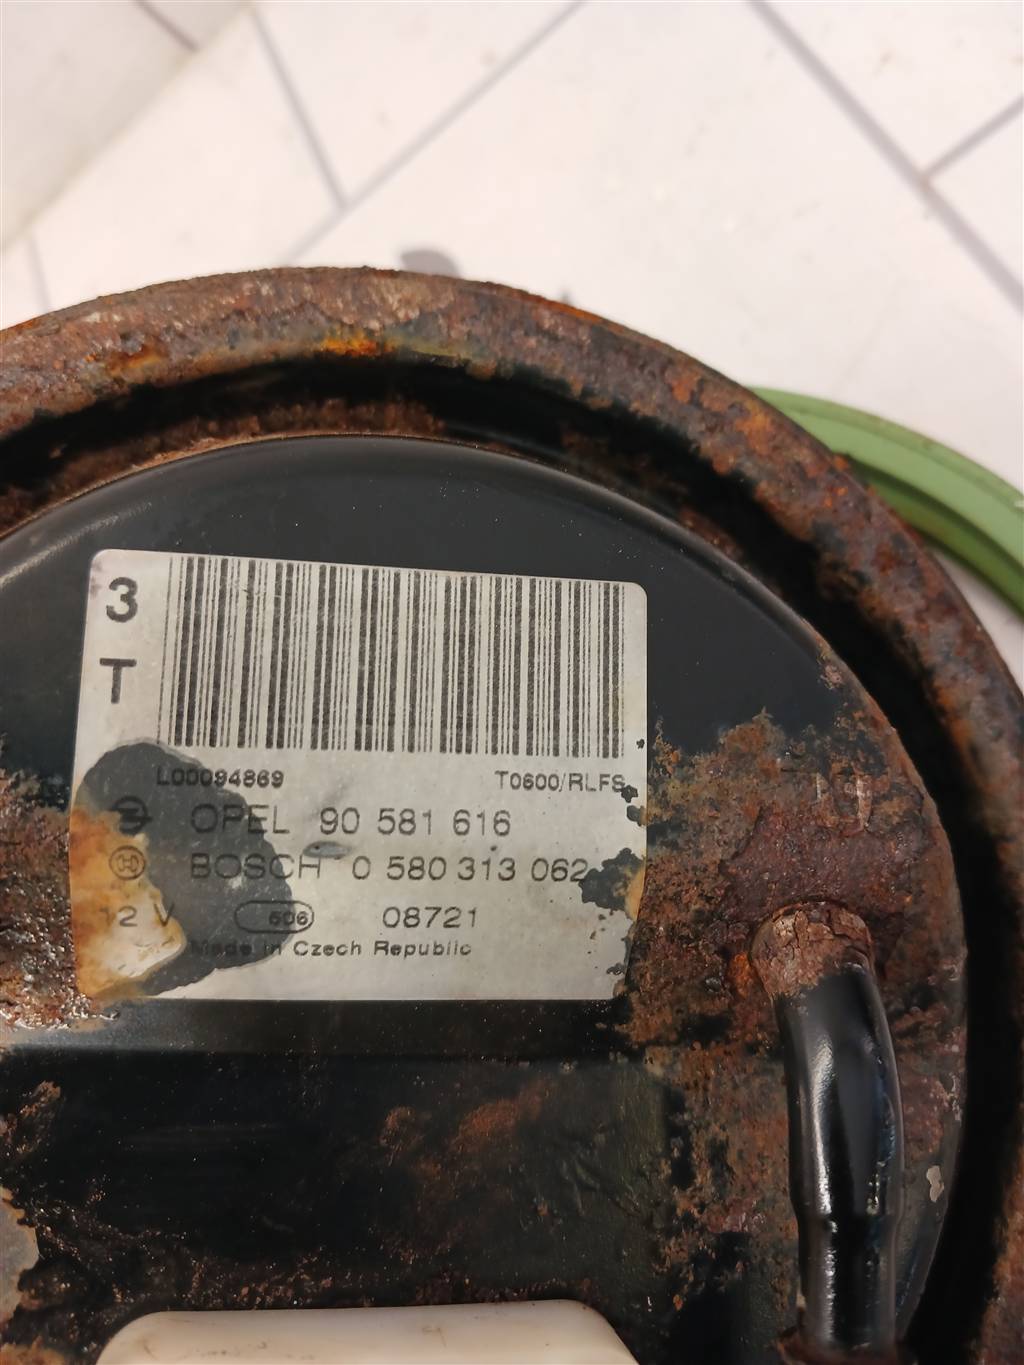 3
T
L00094869 T0600/RLFS
OPEL 90 581 616
BOSCH 0 580 313 062
12 V 506 08721
Made in Czech Republic